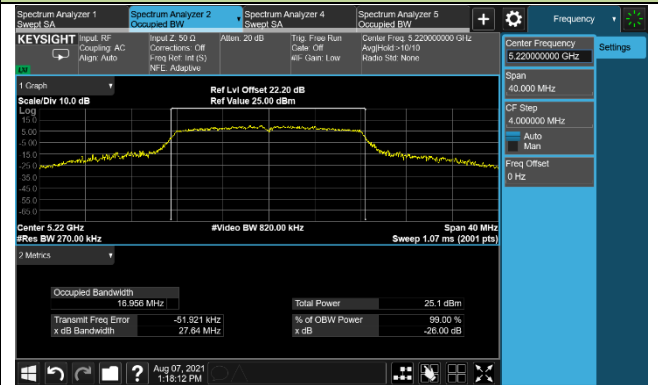 Spectrum Analyzer 1
Swept SA
Spectrum Analyzer 2
Occupied BW
Spectrum Analyzer 4
Swept SA
Spectrum Analyzer 5
Occupied BW
+
Frequency
KEYSIGHT
Input: RF
Coupling: AC
Align: Auto
Input Z: 50 Ω
Corrections: Off
Freq Ref: Int (S)
NFE: Adaptive
Atten: 20 dB
Trig: Free Run
Gate: Off
#IF Gain: Low
Center Freq: 5.220000000 GHz
Avg|Hold:>10/10
Radio Std: None
Center Frequency
5.220000000 GHz
Settings
Span
40.000 MHz
CF Step
4.000000 MHz
Auto
Man
Freq Offset
0 Hz
1 Graph
Scale/Div 10.0 dB
Ref Lvl Offset 22.20 dB
Ref Value 25.00 dBm
Log
15.0
5.00
-5.00
-15.0
-25.0
-35.0
-45.0
-55.0
-65.0
Center 5.22 GHz
#Res BW 270.00 kHz
#Video BW 820.00 kHz
Span 40 MHz
Sweep 1.07 ms (2001 pts)
2 Metrics
Occupied Bandwidth
16.956 MHz
Total Power 25.1 dBm
Transmit Freq Error -51.921 kHz
% of OBW Power 99.00 %
x dB Bandwidth 27.64 MHz
x dB -26.00 dB
?
Aug 07, 2021
1:18:12 PM